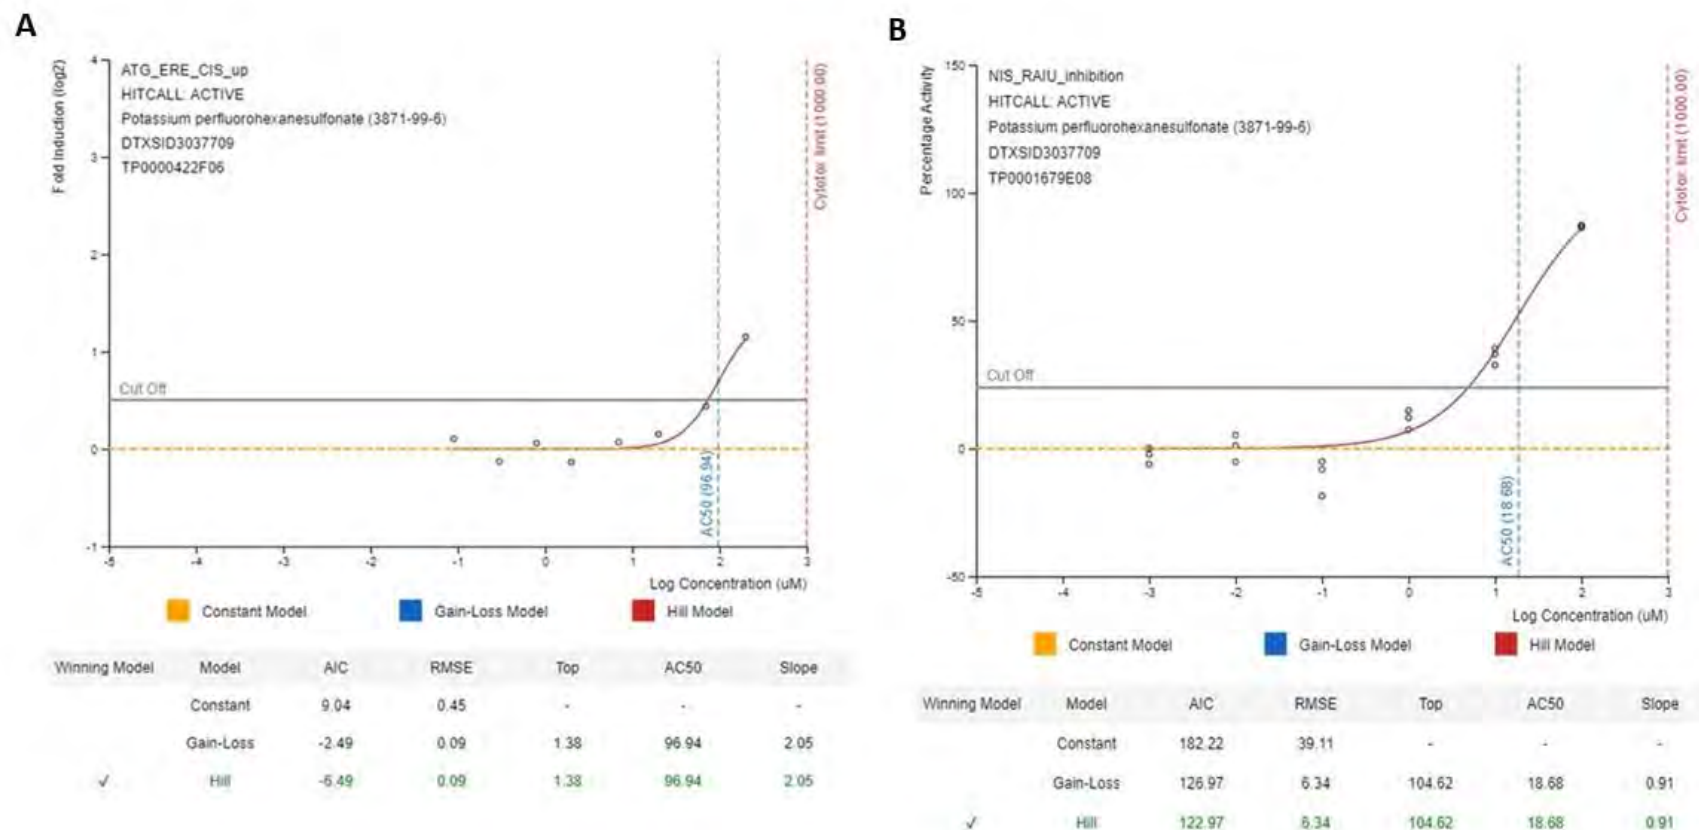 A
Fold Induction (log2)
4
3
2
1
0
-1
ATG_ERE_CIS_up
HITCALL: ACTIVE
Potassium perfluorohexanesulfonate (3871-99-6)
DTXSID3037709
TP0000422F06
Cut Off
AC50 (96.94)
Cytotox limit (1000.00)
-5 -4 -3 -2 -1 0 1 2 3
Log Concentration (uM)
Constant Model Gain-Loss Model Hill Model
Winning Model Model AIC RMSE Top AC50 Slope
Constant 9.04 0.45 - - -
Gain-Loss -2.49 0.09 1.38 96.94 2.05
✓ Hill -6.49 0.09 1.38 96.94 2.05
B
Percentage Activity
150
100
50
0
-50
NIS_RAIU_inhibition
HITCALL: ACTIVE
Potassium perfluorohexanesulfonate (3871-99-6)
DTXSID3037709
TP0001679E08
Cut Off
AC50 (18.68)
Cytotox limit (1000.00)
-5 -4 -3 -2 -1 0 1 2 3
Log Concentration (uM)
Constant Model Gain-Loss Model Hill Model
Winning Model Model AIC RMSE Top AC50 Slope
Constant 182.22 39.11 - - -
Gain-Loss 126.97 6.34 104.62 18.68 0.91
✓ Hill 122.97 6.34 104.62 18.68 0.91